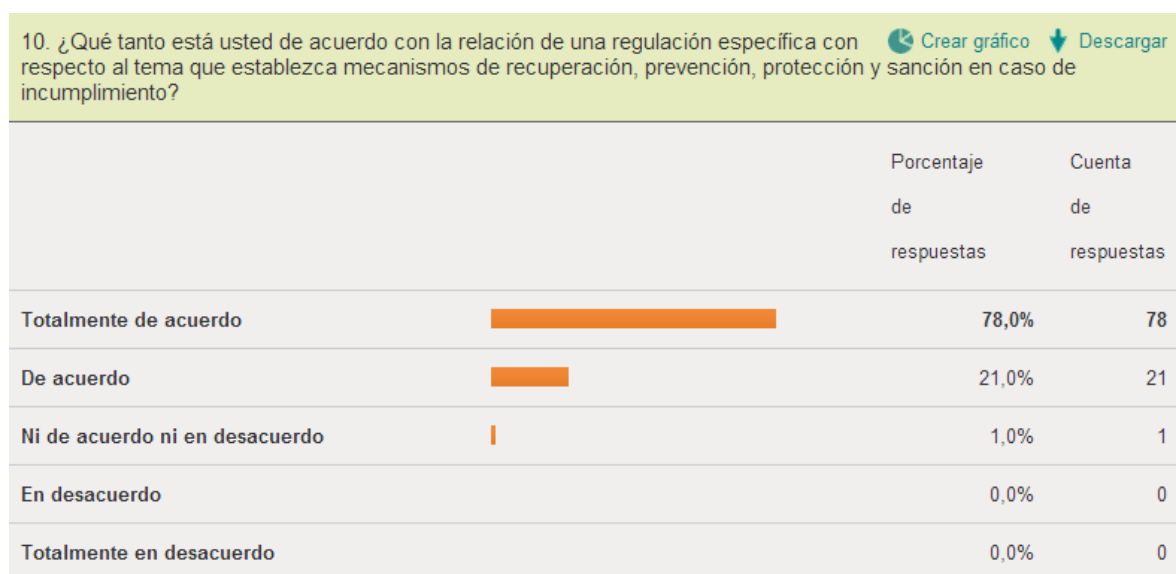 10. ¿Qué tanto está usted de acuerdo con la relación de una regulación específica con Crear gráfico Descargar
respecto al tema que establezca mecanismos de recuperación, prevención, protección y sanción en caso de
incumplimiento?
Porcentaje Cuenta
de de
respuestas respuestas
Totalmente de acuerdo 78,0% 78
De acuerdo 21,0% 21
Ni de acuerdo ni en desacuerdo 1,0% 1
En desacuerdo 0,0% 0
Totalmente en desacuerdo 0,0% 0